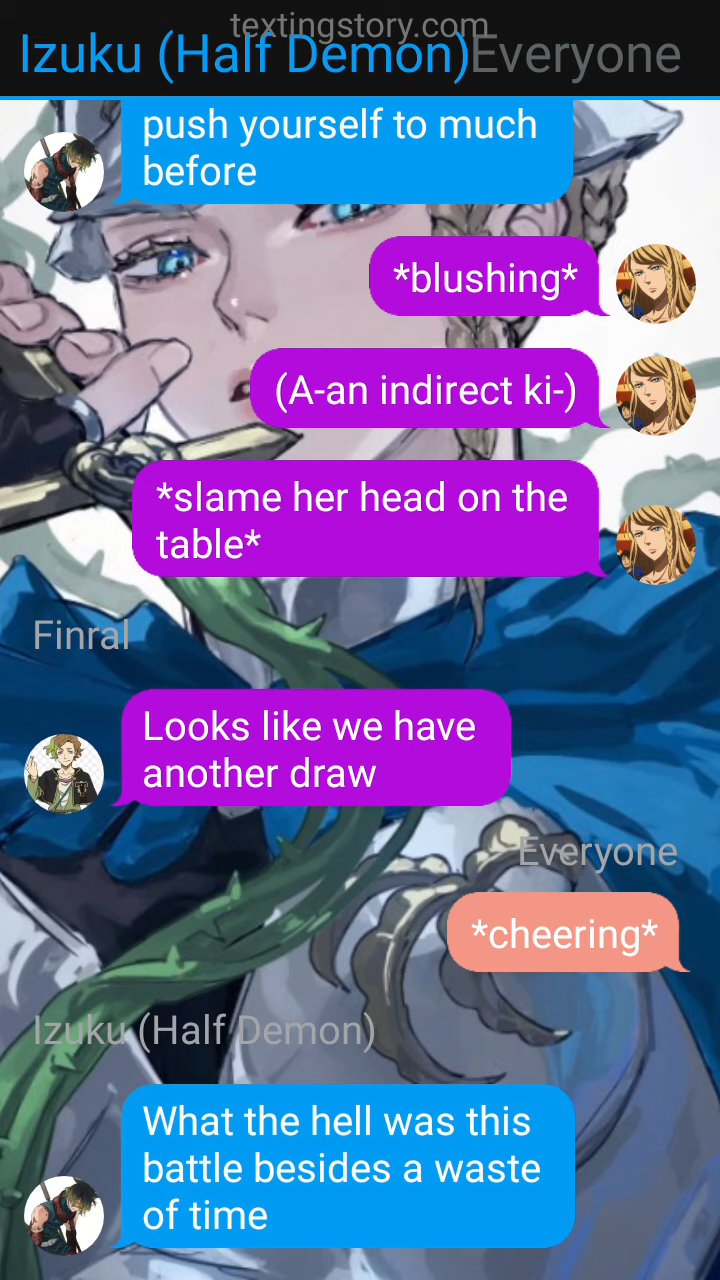 textingstory.com
Izuku (Half Demon)Everyone
push yourself to much
before
*blushing*
(A-an indirect ki-)
*slame her head on the
table*
Finral
Looks like we have
another draw
Everyone
*cheering*
Izuku (Half Demon)
What the hell was this
battle besides a waste
of time